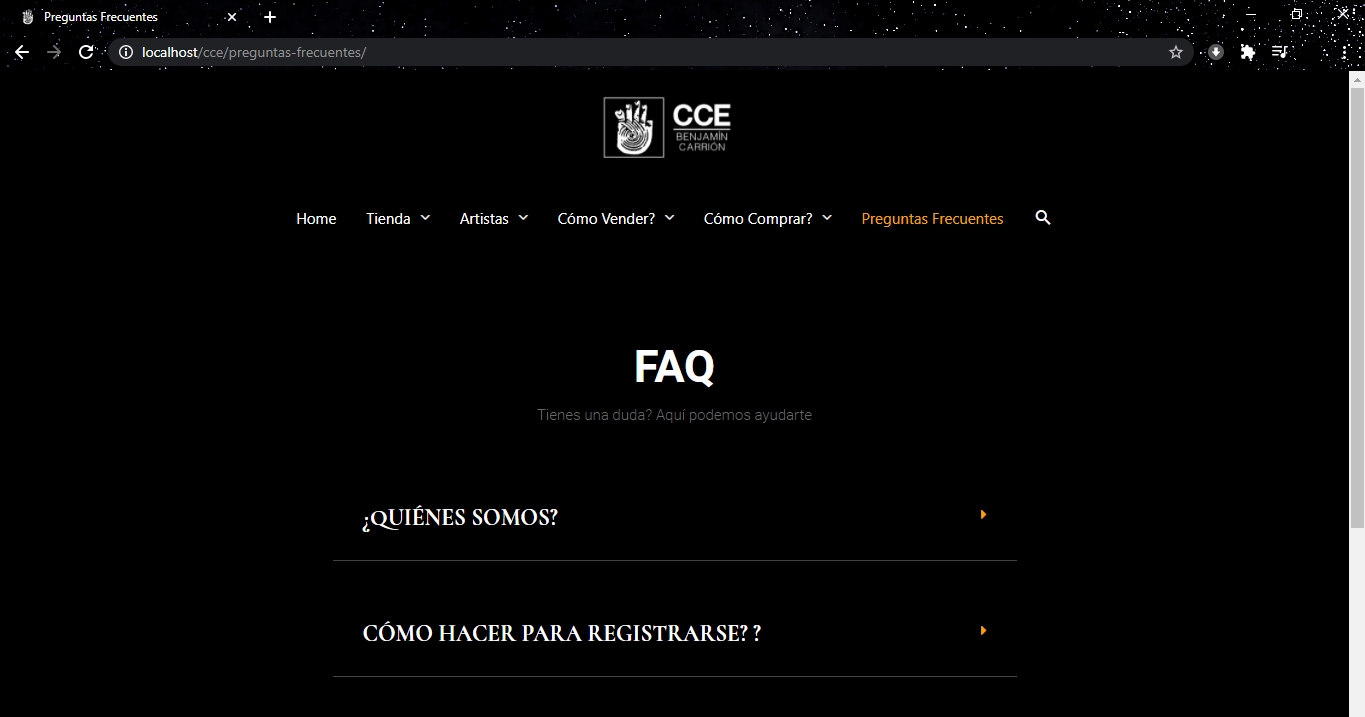 Preguntas Frecuentes
localhost/cce/preguntas-frecuentes/
CCE
BENJAMÍN
CARRIÓN
Home Tienda Artistas Cómo Vender? Cómo Comprar? Preguntas Frecuentes
FAQ
Tienes una duda? Aquí podemos ayudarte
¿QUIÉNES SOMOS?
CÓMO HACER PARA REGISTRARSE? ?